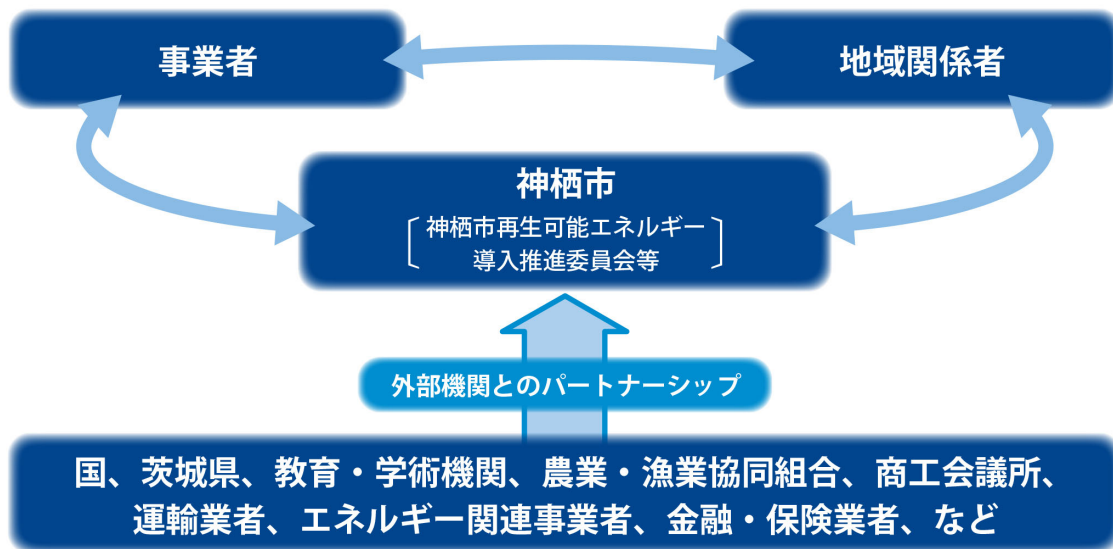 事業者
地域関係者
神栖市
神栖市再生可能エネルギー
導入推進委員会等
外部機関とのパートナーシップ
国、茨城県、教育・学術機関、農業・漁業協同組合、商工会議所、
運輸業者、エネルギー関連事業者、金融・保険業者、など